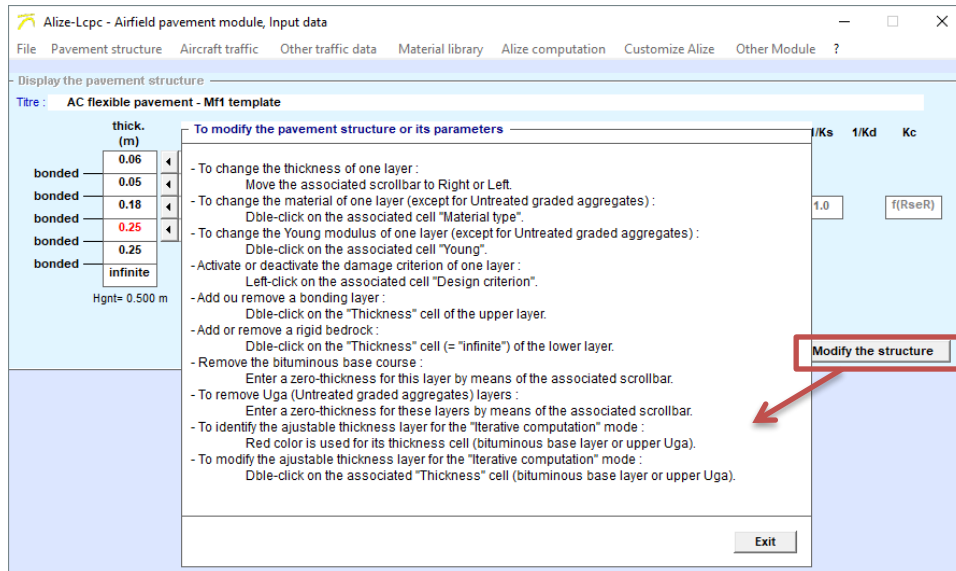 Alize-Lcpc - Airfield pavement module, Input data
File Pavement structure Aircraft traffic Other traffic data Material library Alize computation Customize Alize Other Module ?
Display the pavement structure
Titre : AC flexible pavement - Mf1 template
thick.
(m)
1/Ks 1/Kd Kc
0.06
bonded
0.05
bonded
0.18
1.0 f(RseR)
bonded
0.25
bonded
0.25
bonded
infinite
Hgnt= 0.500 m
To modify the pavement structure or its parameters
- To change the thickness of one layer :
Move the associated scrollbar to Right or Left.
- To change the material of one layer (except for Untreated graded aggregates) :
Dble-click on the associated cell "Material type".
- To change the Young modulus of one layer (except for Untreated graded aggregates) :
Dble-click on the associated cell "Young".
- Activate or deactivate the damage criterion of one layer :
Left-click on the associated cell "Design criterion".
- Add ou remove a bonding layer :
Dble-click on the "Thickness" cell of the upper layer.
- Add or remove a rigid bedrock :
Dble-click on the "Thickness" cell (= "infinite") of the lower layer.
- Remove the bituminous base course :
Enter a zero-thickness for this layer by means of the associated scrollbar.
- To remove Uga (Untreated graded aggregates) layers :
Enter a zero-thickness for these layers by means of the associated scrollbar.
- To identify the ajustable thickness layer for the "Iterative computation" mode :
Red color is used for its thickness cell (bituminous base layer or upper Uga).
- To modify the ajustable thickness layer for the "Iterative computation" mode :
Dble-click on the associated "Thickness" cell (bituminous base layer or upper Uga).
Modify the structure
Exit